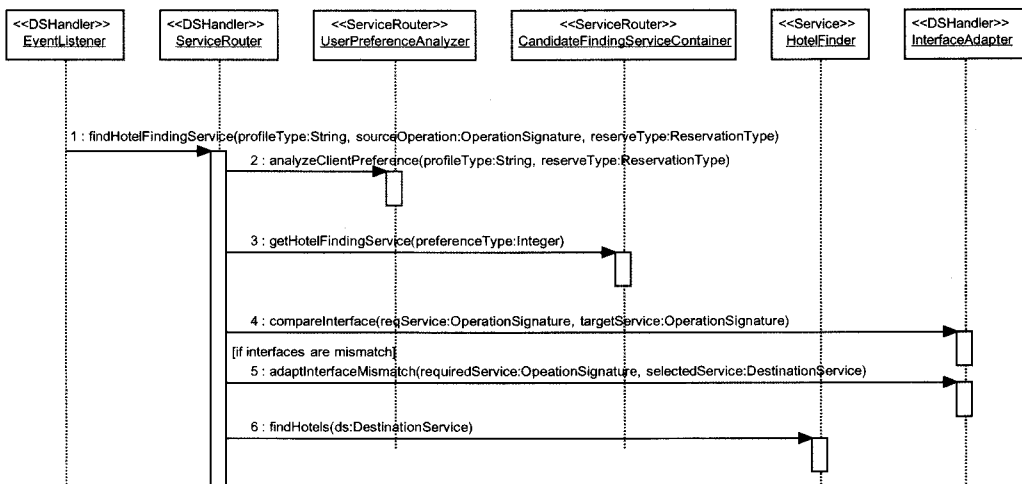 <<DSHandler>>
EventListener
<<DSHandler>>
ServiceRouter
<<ServiceRouter>>
UserPreferenceAnalyzer
<<ServiceRouter>>
CandidateFindingServiceContainer
<<Service>>
HotelFinder
<<DSHandler>>
InterfaceAdapter
1 : findHotelFindingService(profileType:String, sourceOperation:OperationSignature, reserveType:ReservationType)
2 : analyzeClientPreference(profileType:String, reserveType:ReservationType)
3 : getHotelFindingService(preferenceType:Integer)
4 : compareInterface(reqService:OperationSignature, targetService:OperationSignature)
[if interfaces are mismatch]
5 : adaptInterfaceMismatch(requiredService:OpeationSignature, selectedService:DestinationService)
6 : findHotels(ds:DestinationService)